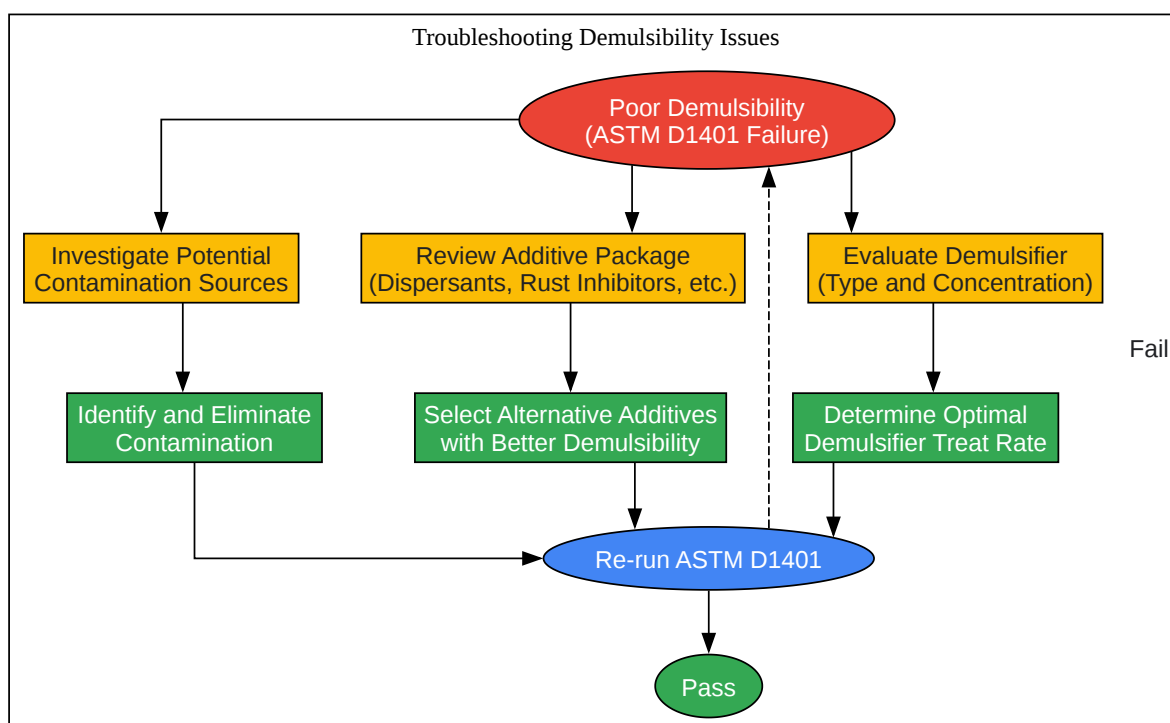 Troubleshooting Demulsibility Issues
Poor Demulsibility
(ASTM D1401 Failure)
Investigate Potential
Contamination Sources
Review Additive Package
(Dispersants, Rust Inhibitors, etc.)
Evaluate Demulsifier
(Type and Concentration)
Fail
Identify and Eliminate
Contamination
Select Alternative Additives
with Better Demulsibility
Determine Optimal
Demulsifier Treat Rate
Re-run ASTM D1401
Pass